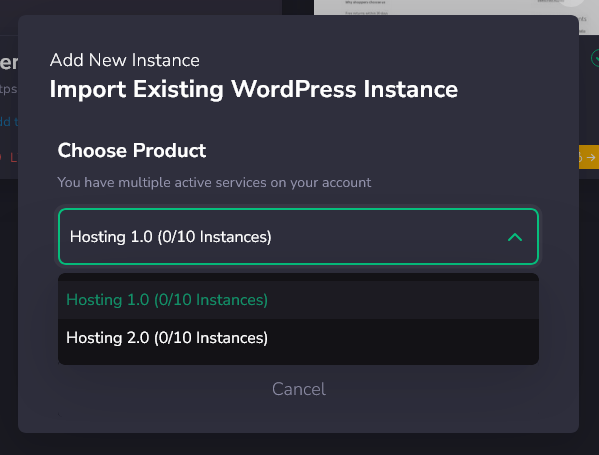 Add New Instance
Import Existing WordPress Instance
Choose Product
You have multiple active services on your account
Hosting 1.0 (0/10 Instances)
Hosting 1.0 (0/10 Instances)
Hosting 2.0 (0/10 Instances)
Cancel